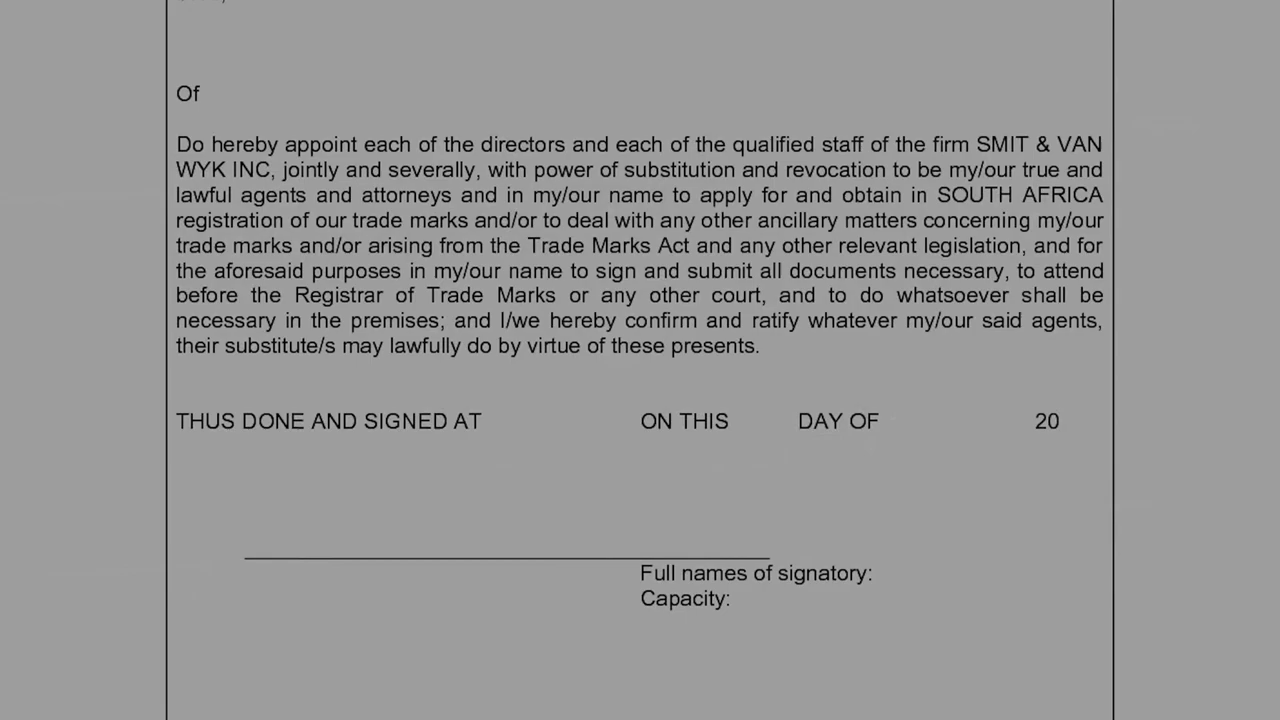 Of
Do hereby appoint each of the directors and each of the qualified staff of the firm SMIT & VAN
WYK INC, jointly and severally, with power of substitution and revocation to be my/our true and
lawful agents and attorneys and in my/our name to apply for and obtain in SOUTH AFRICA
registration of our trade marks and/or to deal with any other ancillary matters concerning my/our
trade marks and/or arising from the Trade Marks Act and any other relevant legislation, and for
the aforesaid purposes in my/our name to sign and submit all documents necessary, to attend
before the Registrar of Trade Marks or any other court, and to do whatsoever shall be
necessary in the premises; and I/we hereby confirm and ratify whatever my/our said agents,
their substitute/s may lawfully do by virtue of these presents.
THUS DONE AND SIGNED AT ON THIS DAY OF 20
Full names of signatory:
Capacity: